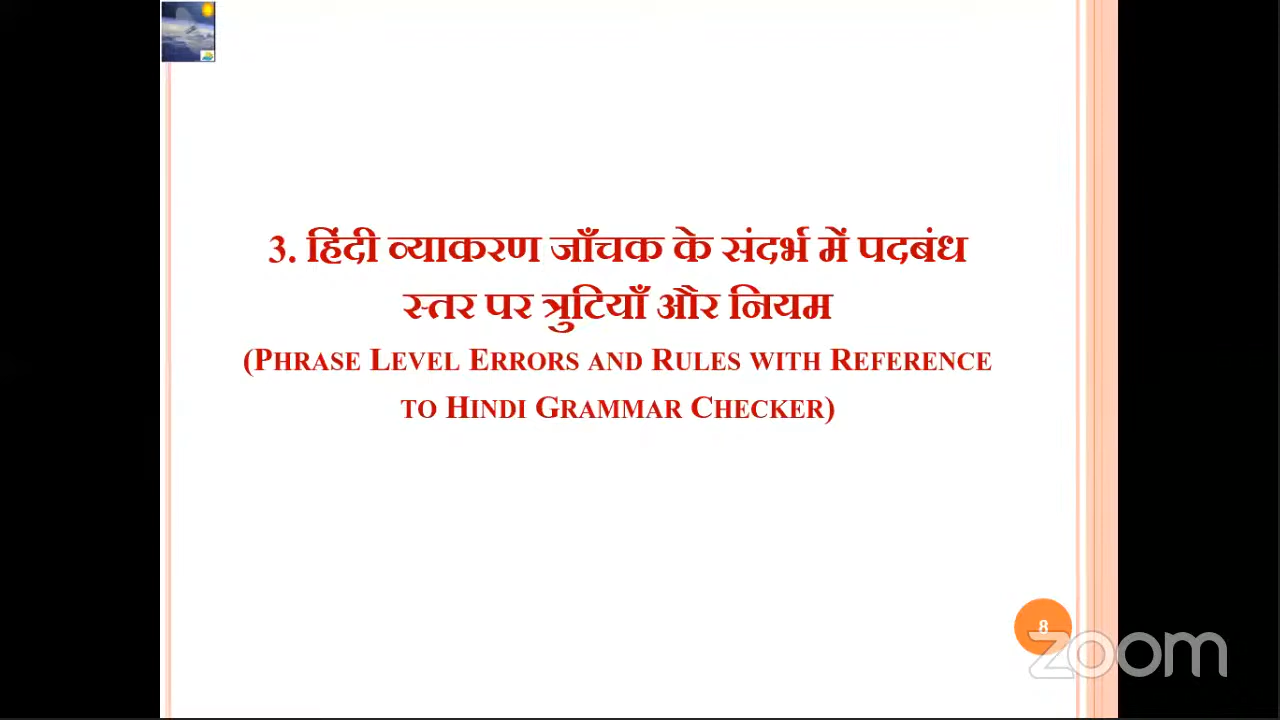 3. हिंदी व्याकरण जाँचक के संदर्भ में पदबंध
स्तर पर त्रुटियाँ और नियम
(PHRASE LEVEL ERRORS AND RULES WITH REFERENCE
TO HINDI GRAMMAR CHECKER)
8
zoom